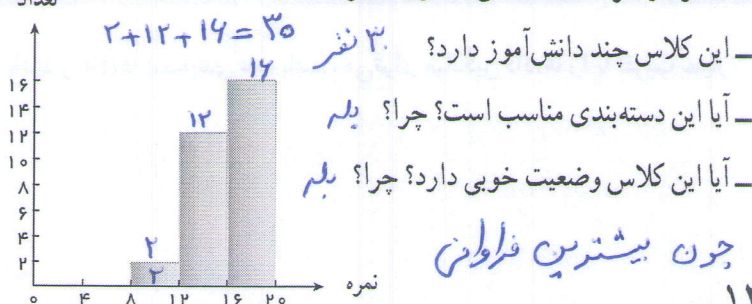 تعداد
۲+۱۲+۱۶=۳۰
ـ این کلاس چند دانش‌آموز دارد؟ ۳۰ نفر
ـ آیا این دسته‌بندی مناسب است؟ چرا؟ بله
ـ آیا این کلاس وضعیت خوبی دارد؟ چرا؟ بله
چون بیشترین فراوانی
۱۶
۱۲
۲
۲
۱۶
۱۴
۱۲
۱۰
۸
۶
۴
۲
۰ ۴ ۸ ۱۲ ۱۶ ۲۰
نمره